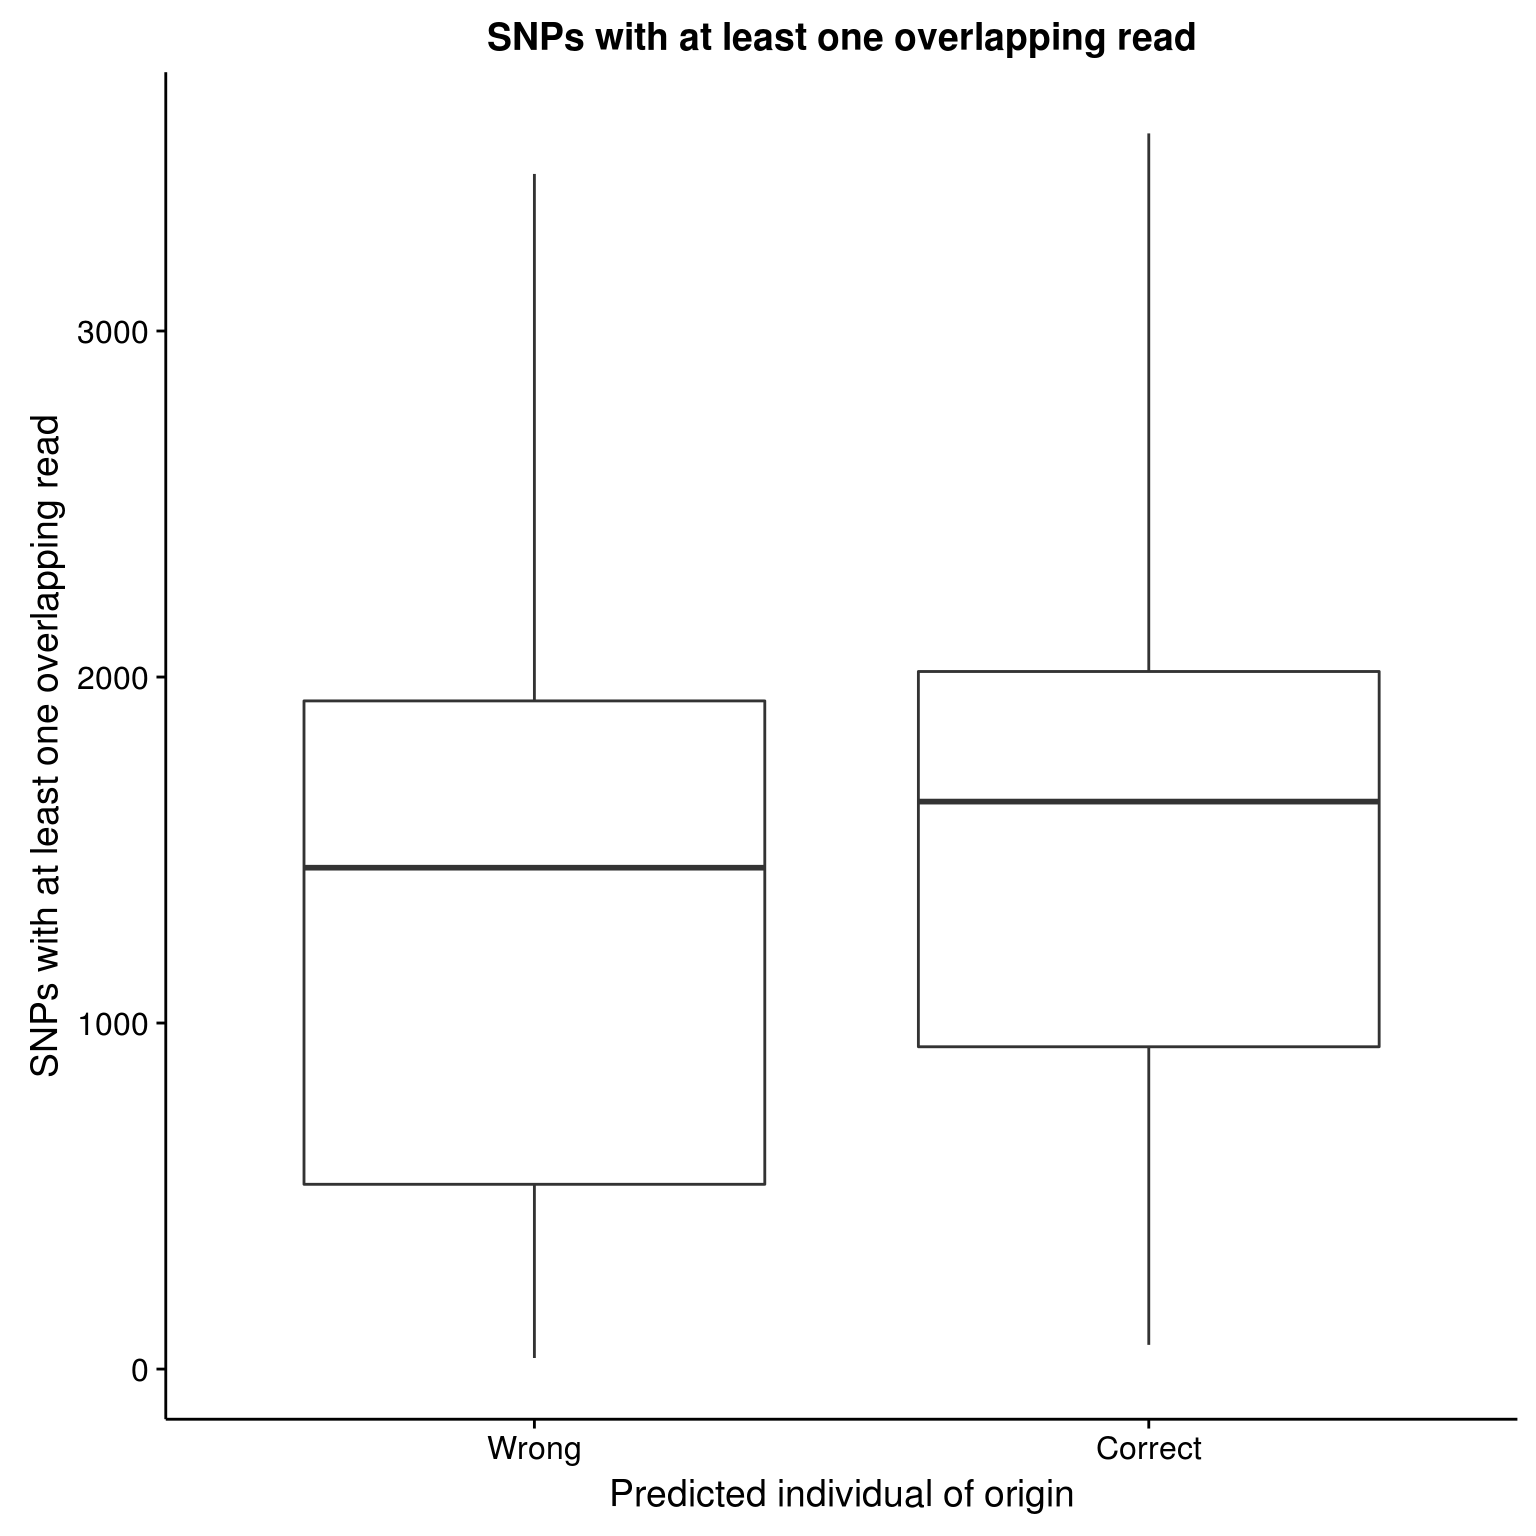 SNPs with at least one overlapping read
SNPs with at least one overlapping read
3000
2000
1000
0
Wrong
Correct
Predicted individual of origin